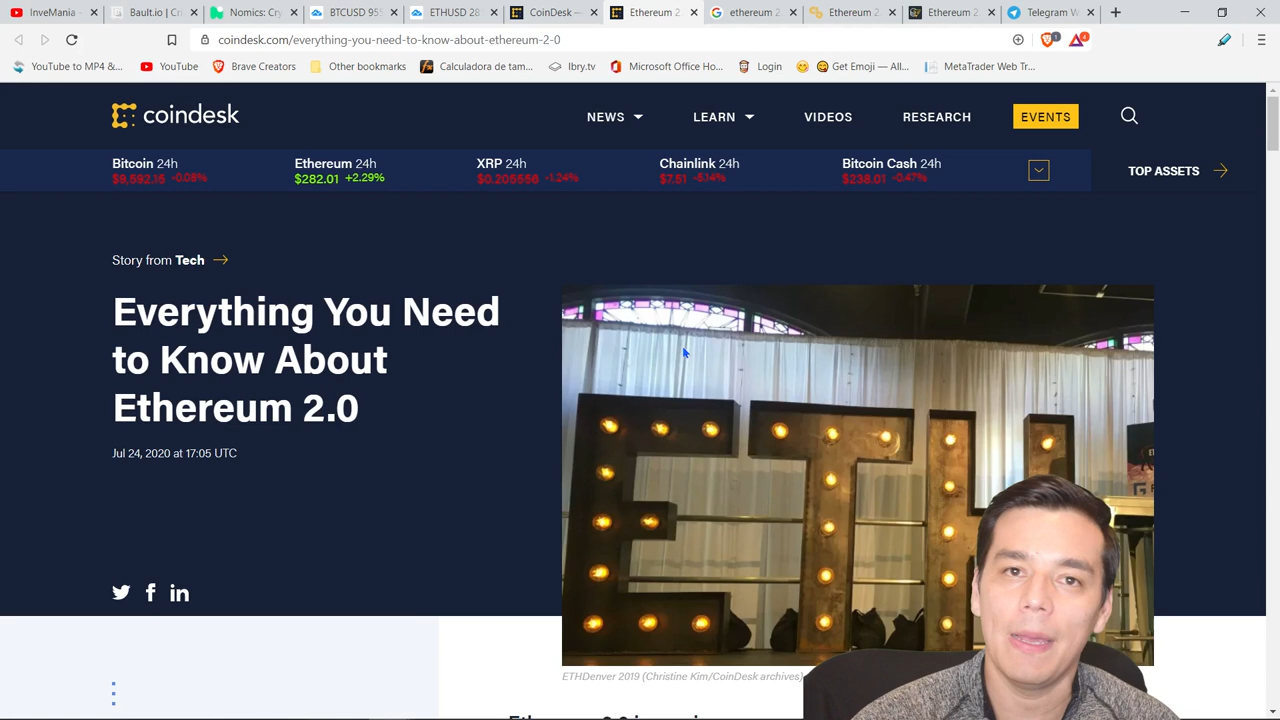 InveMania -
Bault.io | Cr
Nomics: Cry
BTCUSD 955
ETHUSD 28
CoinDesk —
Ethereum 2.
ethereum 2
Ethereum 2.
Ethereum 2
Telegram W
coindesk.com/everything-you-need-to-know-about-ethereum-2-0
YouTube to MP4 &...
YouTube
Brave Creators
Other bookmarks
Calculadora de tam...
lbry.tv
Microsoft Office Ho...
Login
Get Emoji — All...
MetaTrader Web Tr...
coindesk
NEWS
LEARN
VIDEOS
RESEARCH
EVENTS
Bitcoin 24h
Ethereum 24h
XRP 24h
Chainlink 24h
Bitcoin Cash 24h
$9,592.15 -0.08%
$282.01 +2.29%
$0.205556 -1.24%
$7.51 -5.14%
$238.01 -0.47%
TOP ASSETS
Story from Tech
Everything You Need
to Know About
Ethereum 2.0
Jul 24, 2020 at 17:05 UTC
ETH
ETHDenver 2019 (Christine Kim/CoinDesk archives)